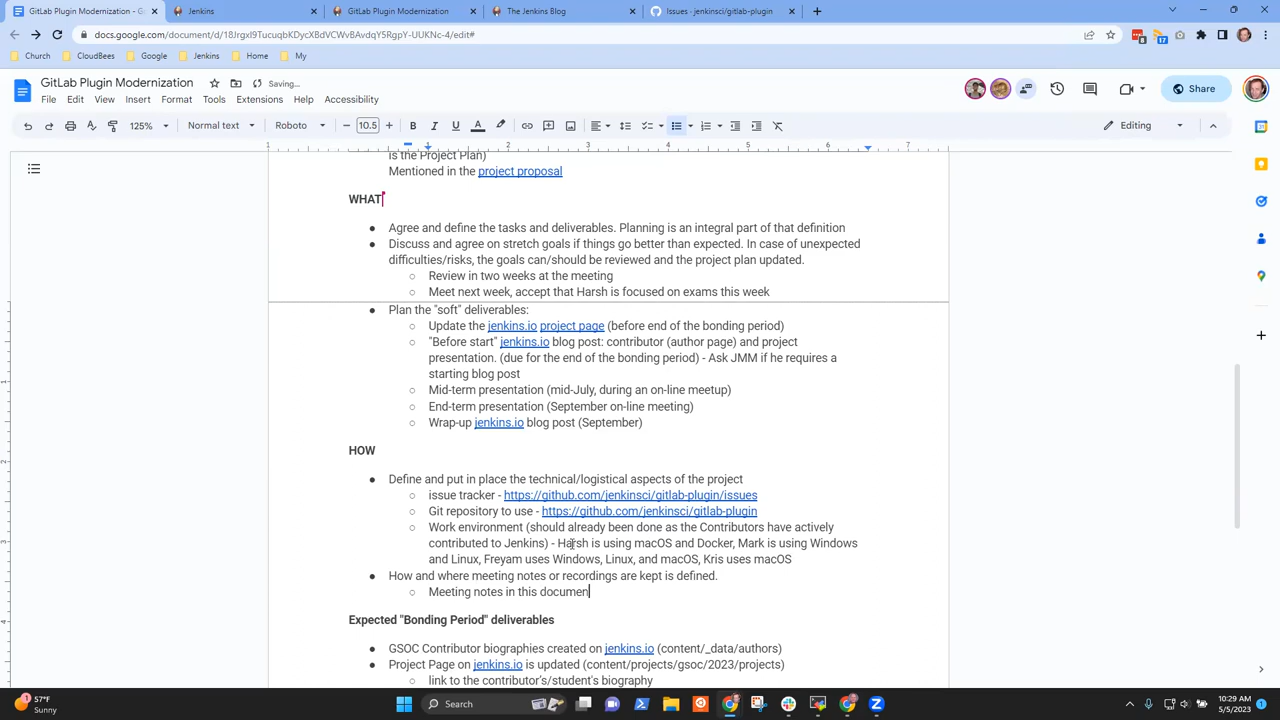 GitLab Plugin Modernization - G
Jenkins
GitLab Plugin Modernization
The Jenkins Blog
Issues · jenkinsci/gitlab-plugin
Church
CloudBees
Google
Jenkins
Home
My
GitLab Plugin Modernization
Saving...
File Edit View Insert Format Tools Extensions Help Accessibility
Share
125%
Normal text
Roboto
10.5
Editing
is the Project Plan)
Mentioned in the project proposal
WHAT
● Agree and define the tasks and deliverables. Planning is an integral part of that definition
● Discuss and agree on stretch goals if things go better than expected. In case of unexpected
difficulties/risks, the goals can/should be reviewed and the project plan updated.
○ Review in two weeks at the meeting
○ Meet next week, accept that Harsh is focused on exams this week
● Plan the "soft" deliverables:
○ Update the jenkins.io project page (before end of the bonding period)
○ "Before start" jenkins.io blog post: contributor (author page) and project
presentation. (due for the end of the bonding period) - Ask JMM if he requires a
starting blog post
○ Mid-term presentation (mid-July, during an on-line meetup)
○ End-term presentation (September on-line meeting)
○ Wrap-up jenkins.io blog post (September)
HOW
● Define and put in place the technical/logistical aspects of the project
○ issue tracker - https://github.com/jenkinsci/gitlab-plugin/issues
○ Git repository to use - https://github.com/jenkinsci/gitlab-plugin
○ Work environment (should already been done as the Contributors have actively
contributed to Jenkins) - Harsh is using macOS and Docker, Mark is using Windows
and Linux, Freyam uses Windows, Linux, and macOS, Kris uses macOS
● How and where meeting notes or recordings are kept is defined.
○ Meeting notes in this documen
Expected "Bonding Period" deliverables
● GSOC Contributor biographies created on jenkins.io (content/_data/authors)
● Project Page on jenkins.io is updated (content/projects/gsoc/2023/projects)
○ link to the contributor's/student's biography
57°F
Sunny
Search
10:29 AM
5/5/2023